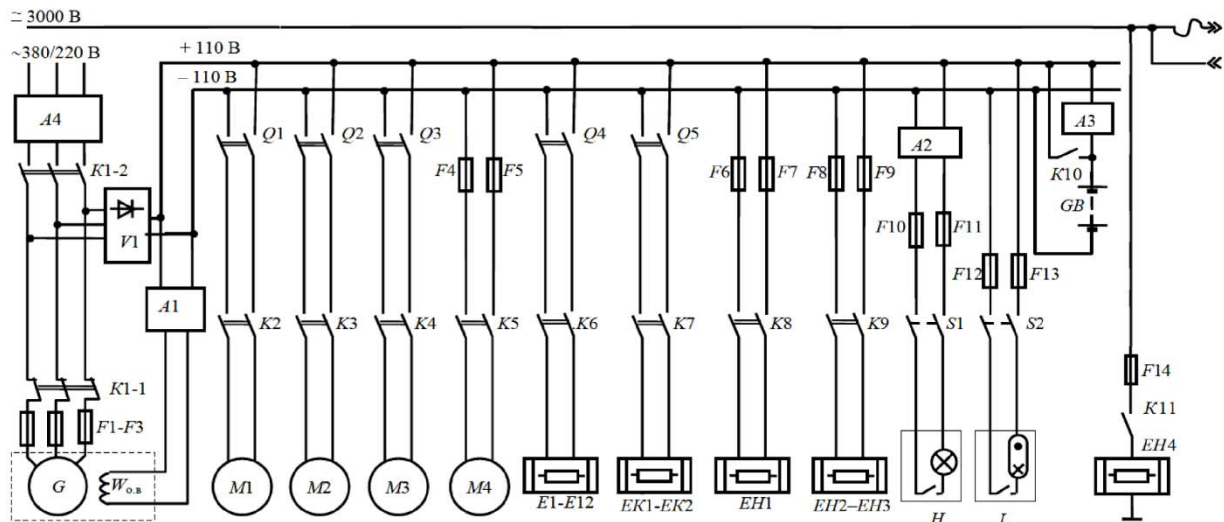 ≃ 3000 В
~380/220 В
+ 110 В
– 110 В
A4
Q1
Q2
Q3
Q4
Q5
A2
A3
K1-2
F4
F5
F6
F7
F8
F9
K10
GB
V1
F10
F11
A1
F12
F13
K2
K3
K4
K5
K6
K7
K8
K9
S1
S2
F14
K1-1
K11
F1-F3
EH4
G
Wо.в
M1
M2
M3
M4
E1-E12
EK1-EK2
EH1
EH2–EH3
H
L